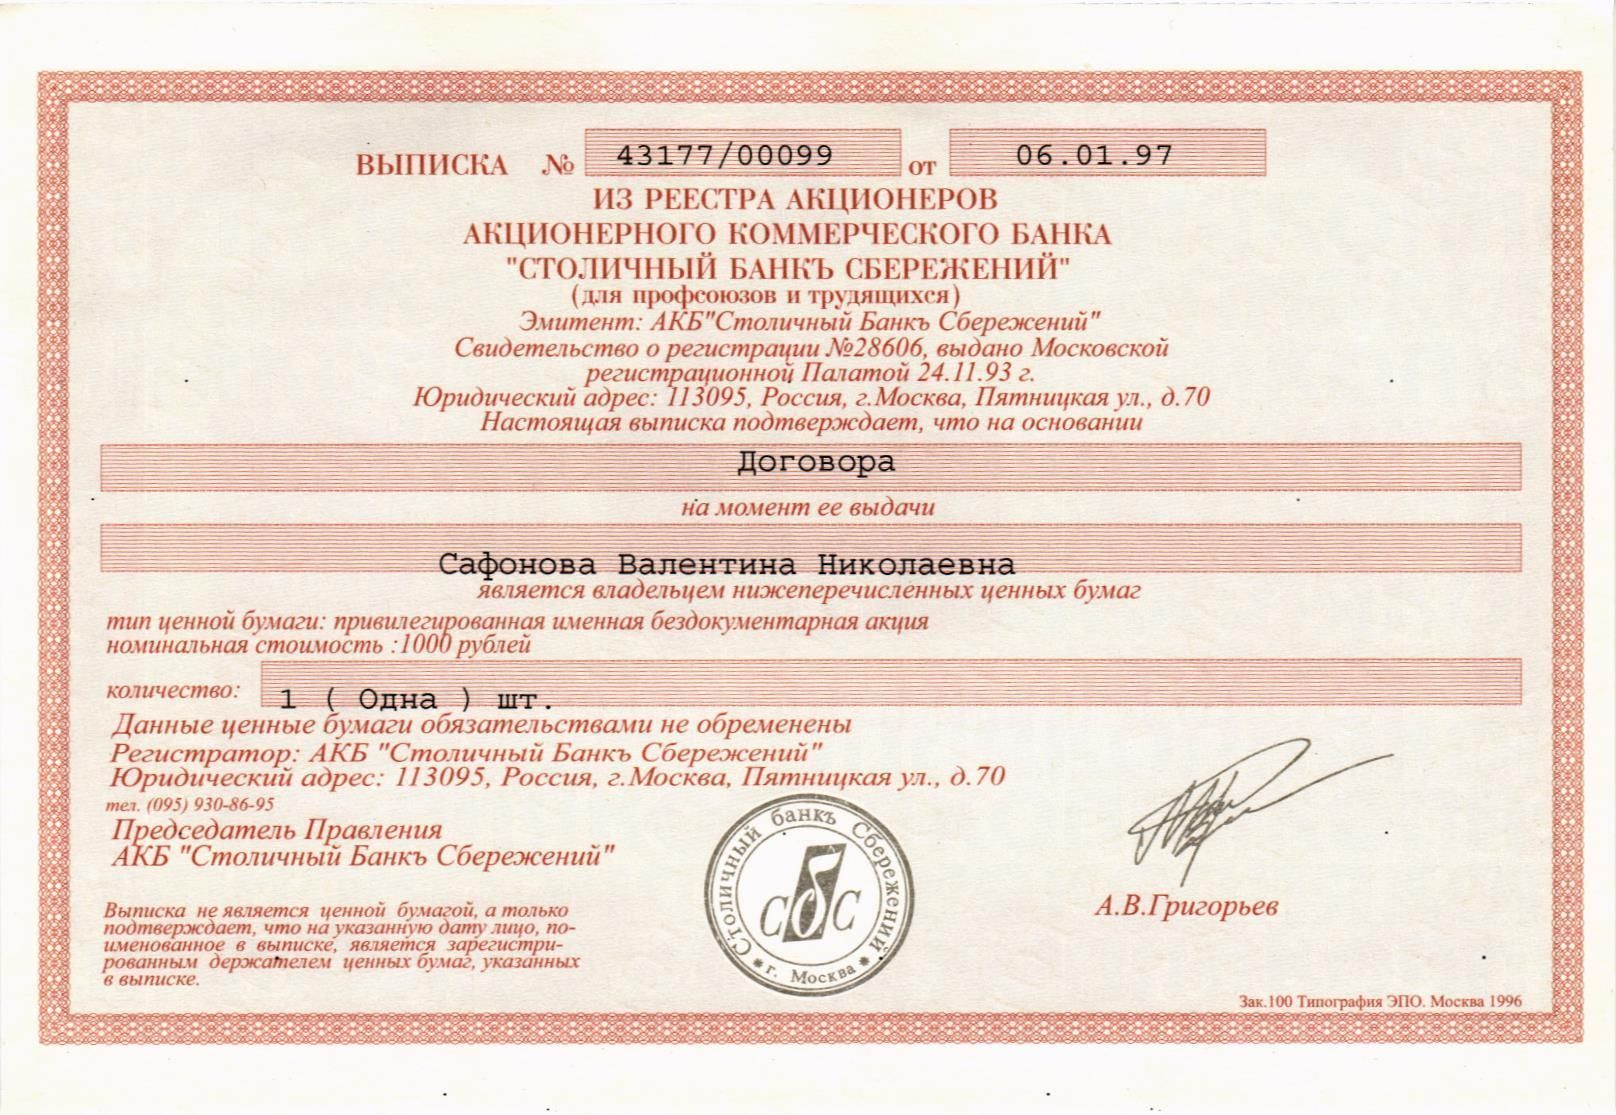 ВЫПИСКА № 43177/00099 от 06.01.97
ИЗ РЕЕСТРА АКЦИОНЕРОВ
АКЦИОНЕРНОГО КОММЕРЧЕСКОГО БАНКА
"СТОЛИЧНЫЙ БАНКЪ СБЕРЕЖЕНИЙ"
(для профсоюзов и трудящихся)
Эмитент: АКБ"Столичный Банкъ Сбережений"
Свидетельство о регистрации №28606, выдано Московской
регистрационной Палатой 24.11.93 г.
Юридический адрес: 113095, Россия, г.Москва, Пятницкая ул., д.70
Настоящая выписка подтверждает, что на основании
Договора
на момент ее выдачи
Сафонова Валентина Николаевна
является владельцем нижеперечисленных ценных бумаг
тип ценной бумаги: привилегированная именная бездокументарная акция
номинальная стоимость :1000 рублей
количество: 1 ( Одна ) шт.
Данные ценные бумаги обязательствами не обременены
Регистратор: АКБ "Столичный Банкъ Сбережений"
Юридический адрес: 113095, Россия, г.Москва, Пятницкая ул., д.70
тел. (095) 930-86-95
Председатель Правления
АКБ "Столичный Банкъ Сбережений"
Столичный банкъ Сбережений
СбС
* г. Москва *
А.В.Григорьев
Выписка не является ценной бумагой, а только
подтверждает, что на указанную дату лицо, по-
именованное в выписке, является зарегистри-
рованным держателем ценных бумаг, указанных
в выписке.
Зак.100 Типография ЭПО. Москва 1996